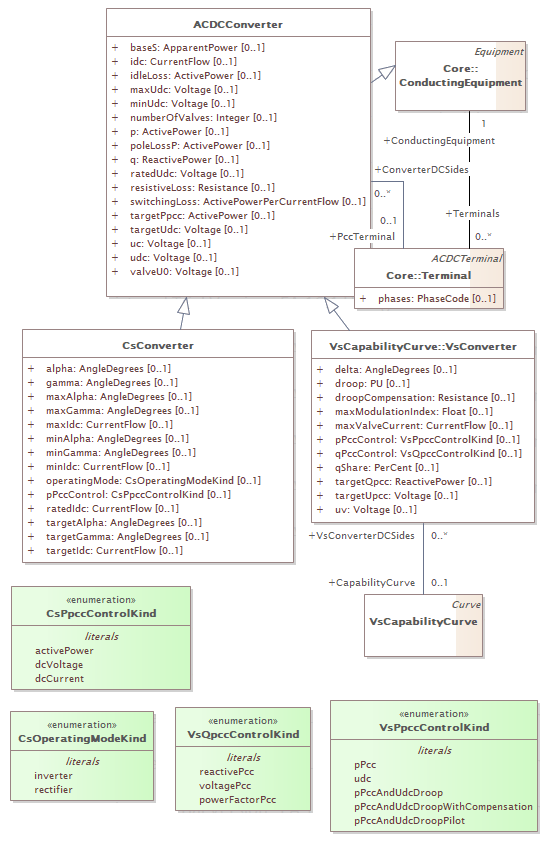 ACDCConverter
+ baseS: ApparentPower [0..1]
+ idc: CurrentFlow [0..1]
+ idleLoss: ActivePower [0..1]
+ maxUdc: Voltage [0..1]
+ minUdc: Voltage [0..1]
+ numberOfValves: Integer [0..1]
+ p: ActivePower [0..1]
+ poleLossP: ActivePower [0..1]
+ q: ReactivePower [0..1]
+ ratedUdc: Voltage [0..1]
+ resistiveLoss: Resistance [0..1]
+ switchingLoss: ActivePowerPerCurrentFlow [0..1]
+ targetPpcc: ActivePower [0..1]
+ targetUdc: Voltage [0..1]
+ uc: Voltage [0..1]
+ udc: Voltage [0..1]
+ valveU0: Voltage [0..1]
Equipment
Core::
ConductingEquipment
1
+ConductingEquipment
+ConverterDCSides
0..*
0..1
+Terminals
+PccTerminal
0..*
ACDCTerminal
Core::Terminal
+ phases: PhaseCode [0..1]
CsConverter
+ alpha: AngleDegrees [0..1]
+ gamma: AngleDegrees [0..1]
+ maxAlpha: AngleDegrees [0..1]
+ maxGamma: AngleDegrees [0..1]
+ maxIdc: CurrentFlow [0..1]
+ minAlpha: AngleDegrees [0..1]
+ minGamma: AngleDegrees [0..1]
+ minIdc: CurrentFlow [0..1]
+ operatingMode: CsOperatingModeKind [0..1]
+ pPccControl: CsPpccControlKind [0..1]
+ ratedIdc: CurrentFlow [0..1]
+ targetAlpha: AngleDegrees [0..1]
+ targetGamma: AngleDegrees [0..1]
+ targetIdc: CurrentFlow [0..1]
VsCapabilityCurve::VsConverter
+ delta: AngleDegrees [0..1]
+ droop: PU [0..1]
+ droopCompensation: Resistance [0..1]
+ maxModulationIndex: Float [0..1]
+ maxValveCurrent: CurrentFlow [0..1]
+ pPccControl: VsPpccControlKind [0..1]
+ qPccControl: VsQpccControlKind [0..1]
+ qShare: PerCent [0..1]
+ targetQpcc: ReactivePower [0..1]
+ targetUpcc: Voltage [0..1]
+ uv: Voltage [0..1]
+VsConverterDCSides
0..*
+CapabilityCurve
0..1
Curve
VsCapabilityCurve
«enumeration»
CsPpccControlKind
literals
activePower
dcVoltage
dcCurrent
«enumeration»
CsOperatingModeKind
literals
inverter
rectifier
«enumeration»
VsQpccControlKind
literals
reactivePcc
voltagePcc
powerFactorPcc
«enumeration»
VsPpccControlKind
literals
pPcc
udc
pPccAndUdcDroop
pPccAndUdcDroopWithCompensation
pPccAndUdcDroopPilot